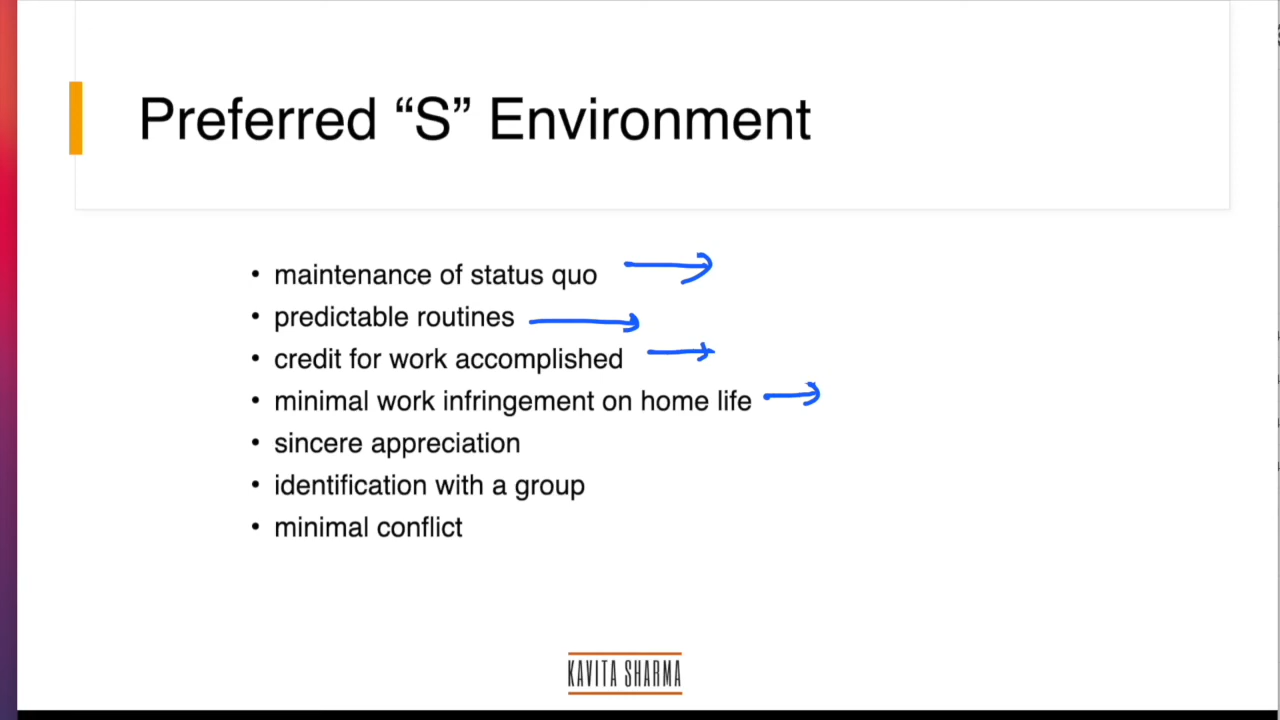 Preferred “S” Environment
• maintenance of status quo
• predictable routines
• credit for work accomplished
• minimal work infringement on home life
• sincere appreciation
• identification with a group
• minimal conflict
KAVITA SHARMA